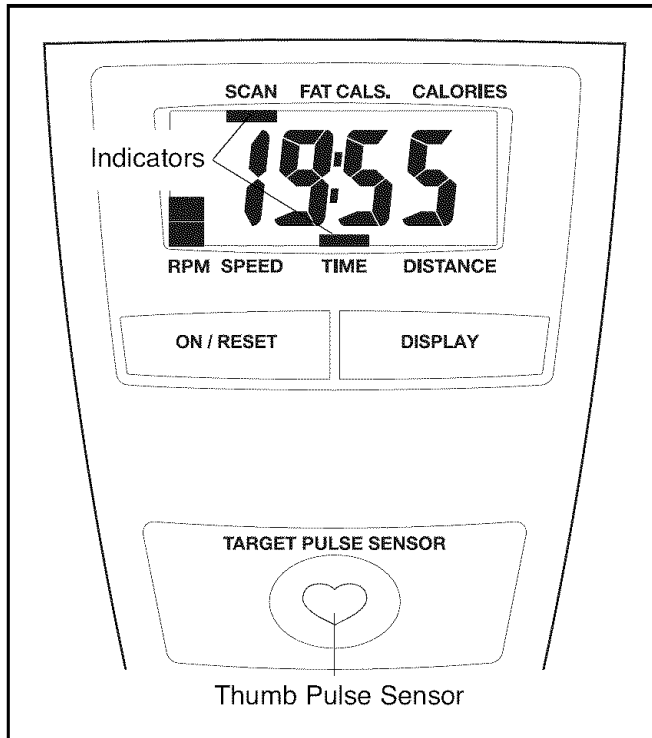 SCAN FAT CALS. CALORIES
Indicators
19:55
RPM SPEED TIME DISTANCE
ON / RESET DISPLAY
TARGET PULSE SENSOR
Thumb Pulse Sensor